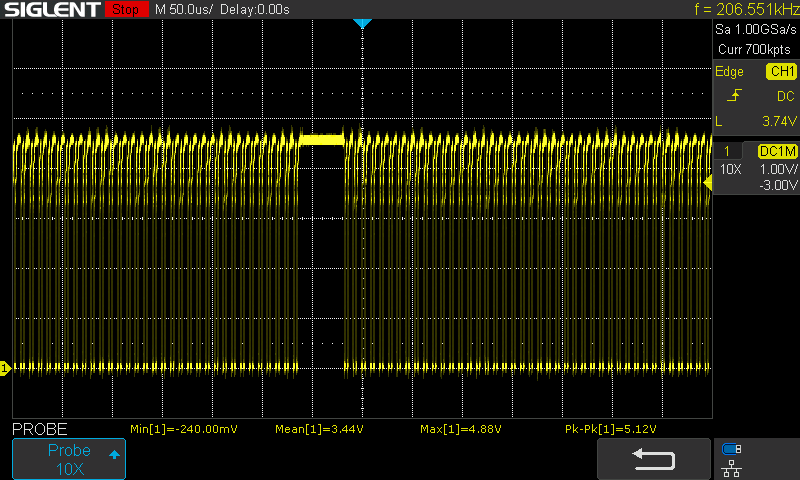 SIGLENT Stop M 50.0us/ Delay:0.00s f = 206.551kHz
Sa 1.00GSa/s
Curr 700kpts
Edge CH1
DC
L 3.74V
1 DC1M
10X 1.00V/
-3.00V
1
PROBE Min[1]=-240.00mV Mean[1]=3.44V Max[1]=4.88V Pk-Pk[1]=5.12V
Probe
10X